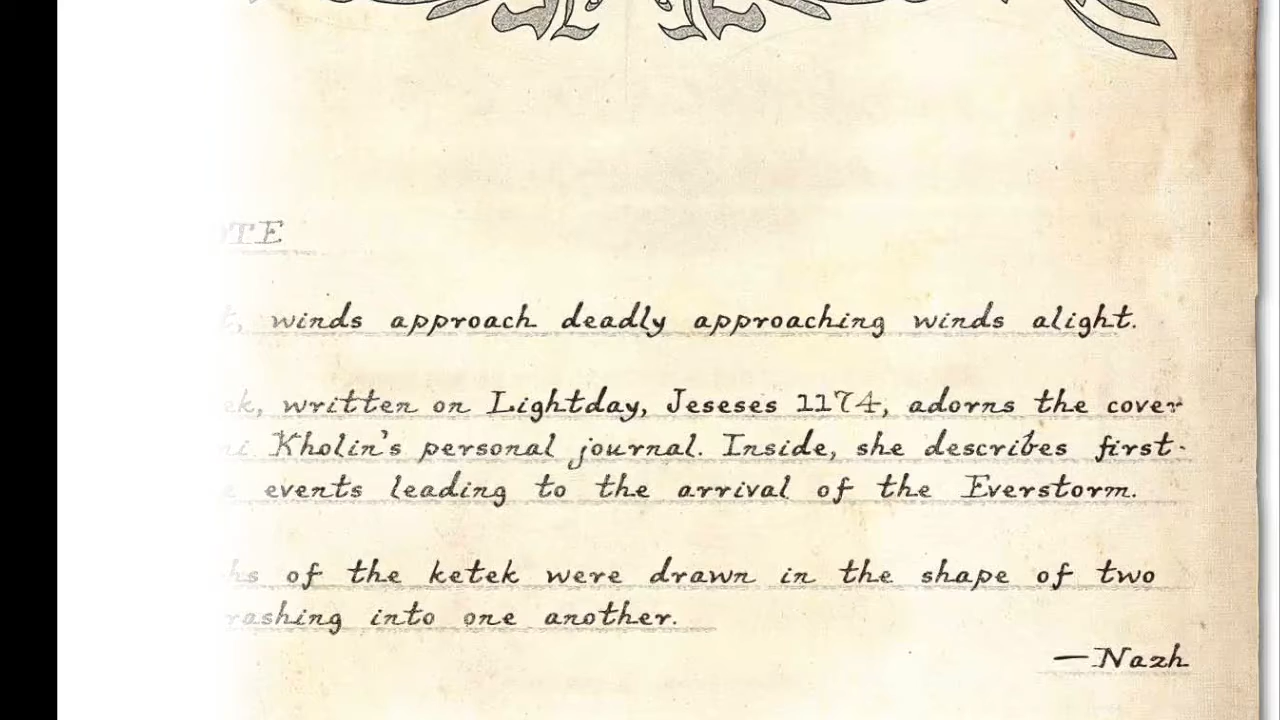 winds approach deadly approaching winds alight.
written on Lightday, Jeseses 1174, adorns the cover
Kholin's personal journal. Inside, she describes first-
events leading to the arrival of the Everstorm.
of the ketek were drawn in the shape of two
into one another.
—Nazh